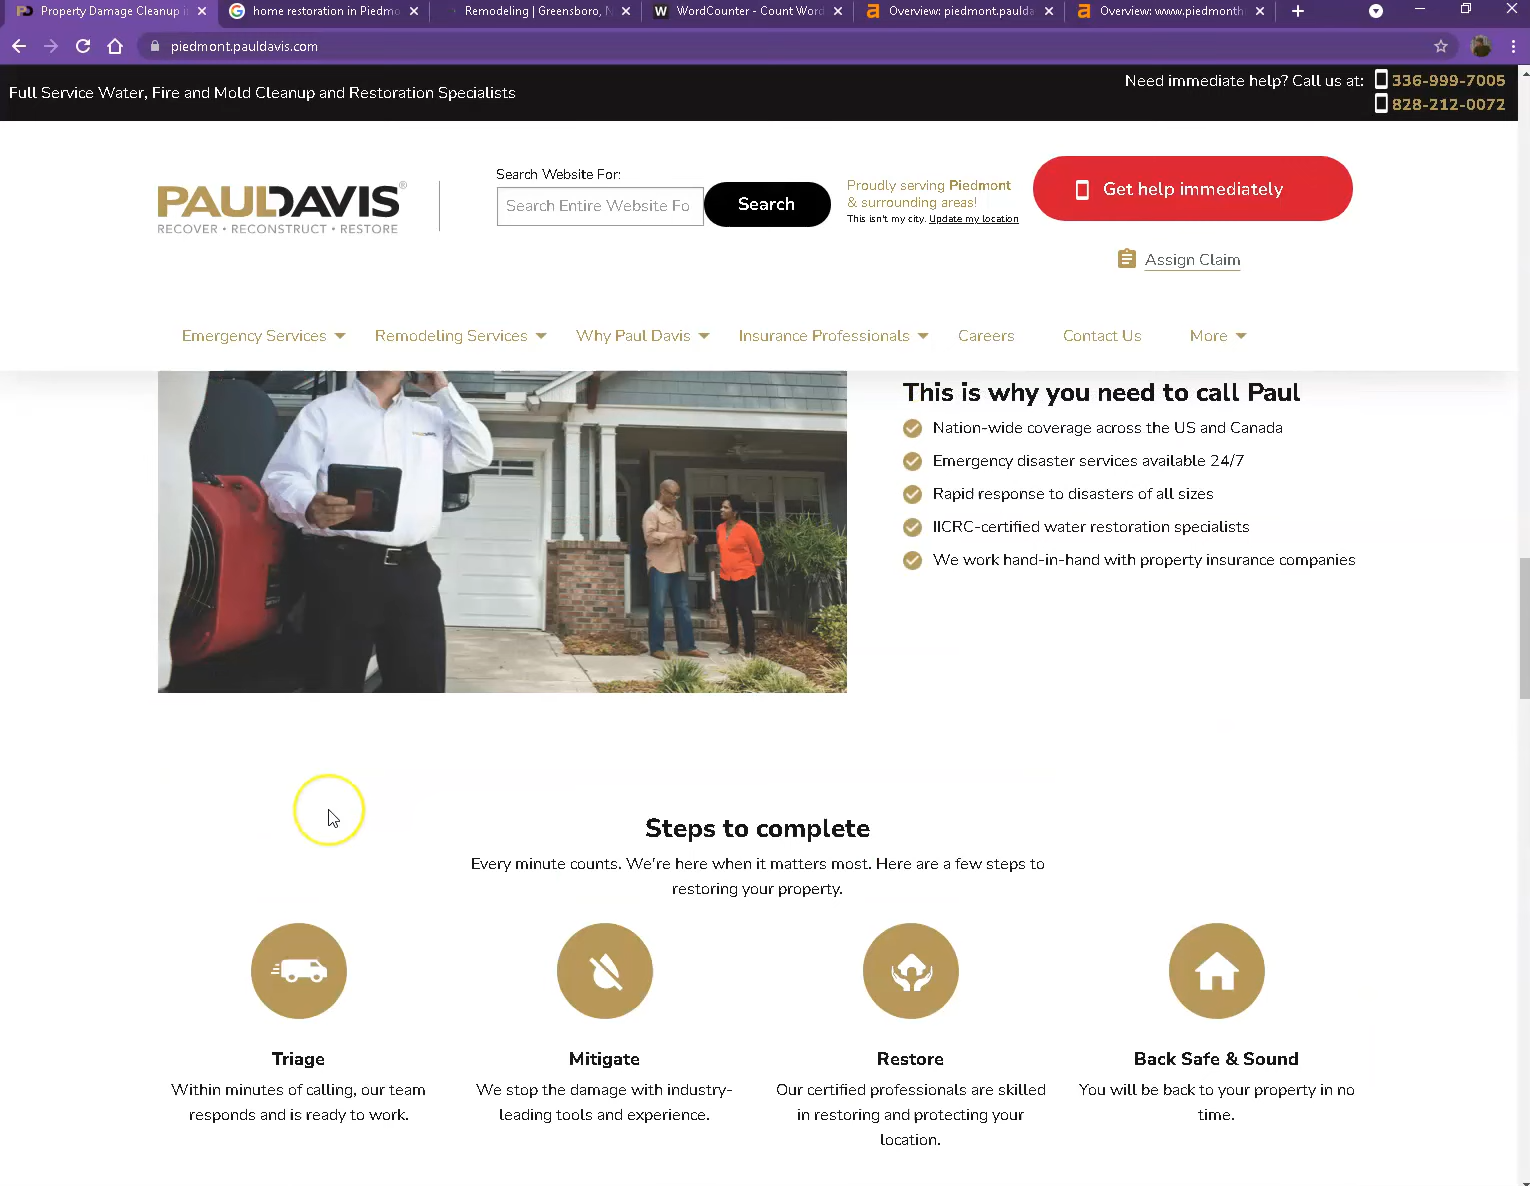 Property Damage Cleanup i
home restoration in Piedmo
Remodeling | Greensboro, N
WordCounter - Count Word
Overview: piedmont.paulda
Overview: www.piedmonth
piedmont.pauldavis.com
Full Service Water, Fire and Mold Cleanup and Restoration Specialists
Need immediate help? Call us at: 336-999-7005
828-212-0072
PAULDAVIS®
RECOVER • RECONSTRUCT • RESTORE
Search Website For:
Search Entire Website Fo
Search
Proudly serving Piedmont
& surrounding areas!
This isn't my city. Update my location
Get help immediately
Assign Claim
Emergency Services
Remodeling Services
Why Paul Davis
Insurance Professionals
Careers
Contact Us
More
This is why you need to call Paul
Nation-wide coverage across the US and Canada
Emergency disaster services available 24/7
Rapid response to disasters of all sizes
IICRC-certified water restoration specialists
We work hand-in-hand with property insurance companies
Steps to complete
Every minute counts. We're here when it matters most. Here are a few steps to
restoring your property.
Triage
Within minutes of calling, our team
responds and is ready to work.
Mitigate
We stop the damage with industry-
leading tools and experience.
Restore
Our certified professionals are skilled
in restoring and protecting your
location.
Back Safe & Sound
You will be back to your property in no
time.